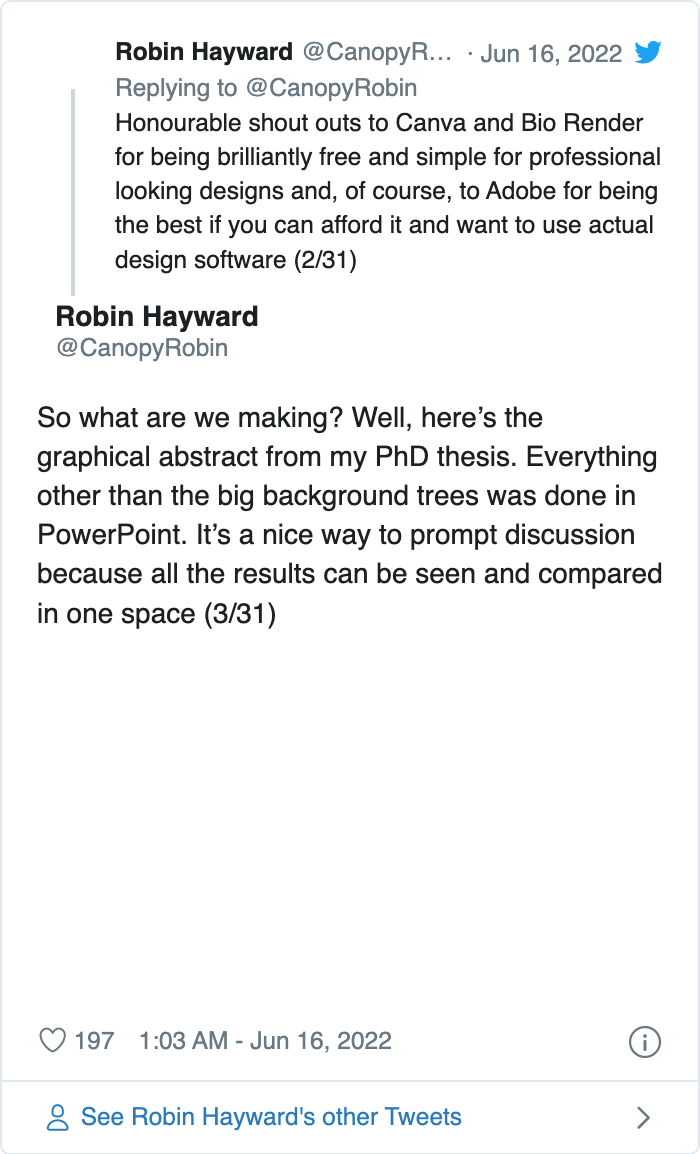 Robin Hayward @CanopyR... · Jun 16, 2022
Replying to @CanopyRobin
Honourable shout outs to Canva and Bio Render
for being brilliantly free and simple for professional
looking designs and, of course, to Adobe for being
the best if you can afford it and want to use actual
design software (2/31)
Robin Hayward
@CanopyRobin
So what are we making? Well, here’s the
graphical abstract from my PhD thesis. Everything
other than the big background trees was done in
PowerPoint. It’s a nice way to prompt discussion
because all the results can be seen and compared
in one space (3/31)
197 1:03 AM - Jun 16, 2022
See Robin Hayward's other Tweets